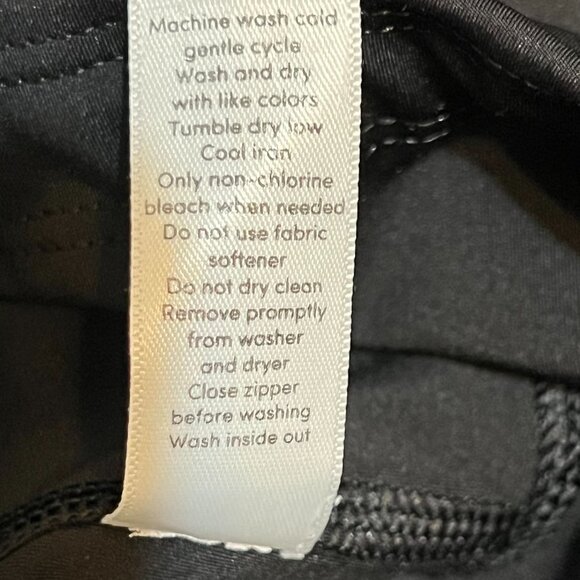 Machine wash cold
gentle cycle
Wash and dry
with like colors
Tumble dry low
Cool iron
Only non-chlorine
bleach when needed
Do not use fabric
softener
Do not dry clean
Remove promptly
from washer
and dryer
Close zipper
before washing
Wash inside out